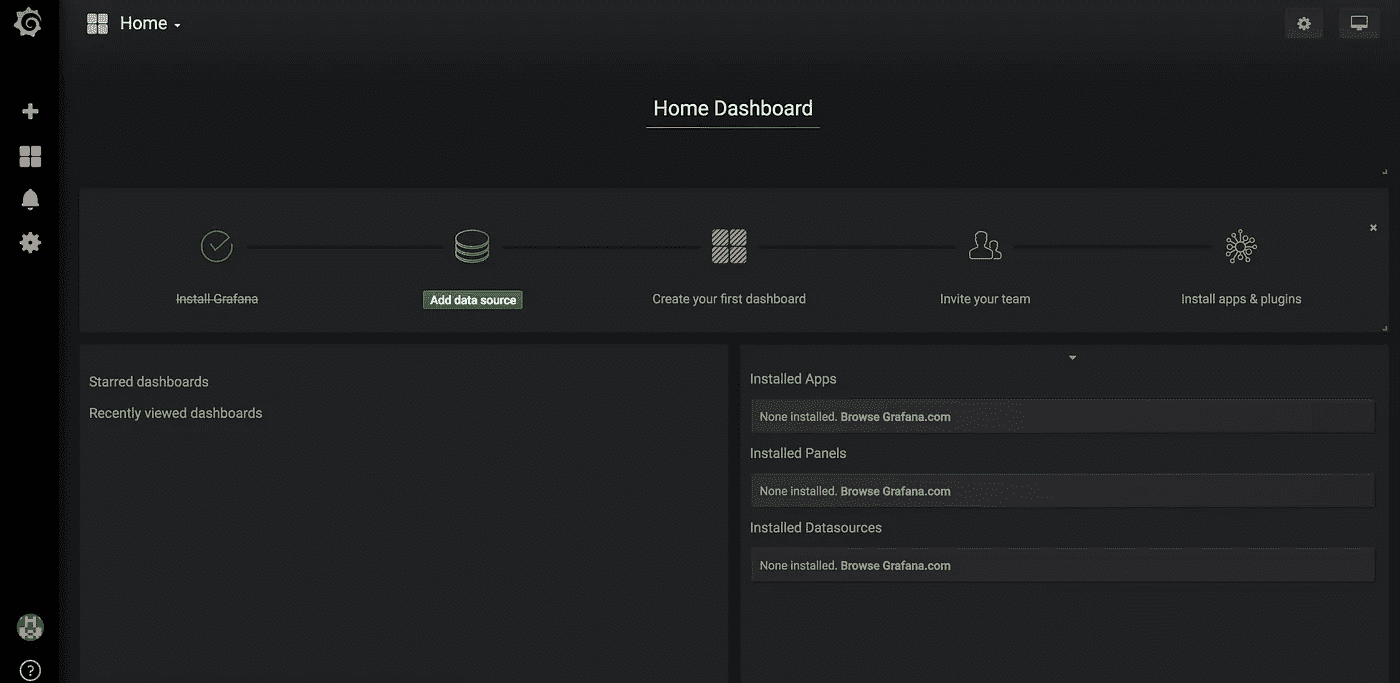 Home
Home Dashboard
Install Grafana
Add data source
Create your first dashboard
Invite your team
Install apps & plugins
Starred dashboards
Recently viewed dashboards
Installed Apps
None installed. Browse Grafana.com
Installed Panels
None installed. Browse Grafana.com
Installed Datasources
None installed. Browse Grafana.com